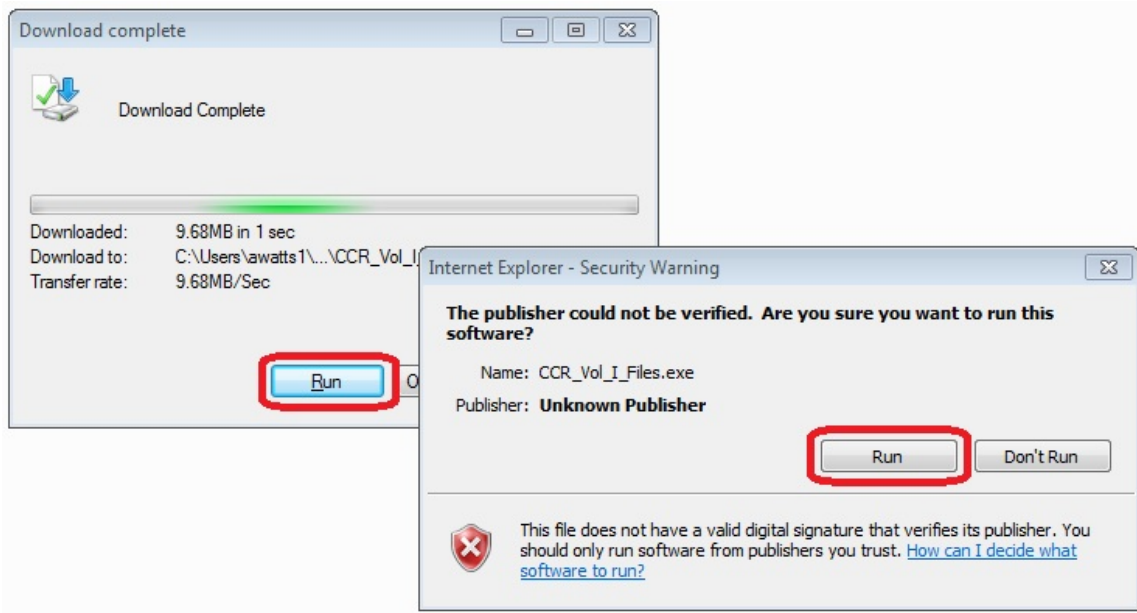 Download complete
Download Complete
Downloaded: 9.68MB in 1 sec
Download to: C:\Users\awatts1\...\CCR_Vol_I
Transfer rate: 9.68MB/Sec
Run
Internet Explorer - Security Warning
The publisher could not be verified. Are you sure you want to run this
software?
Name: CCR_Vol_I_Files.exe
Publisher: Unknown Publisher
Run Don't Run
This file does not have a valid digital signature that verifies its publisher. You
should only run software from publishers you trust. How can I decide what
software to run?